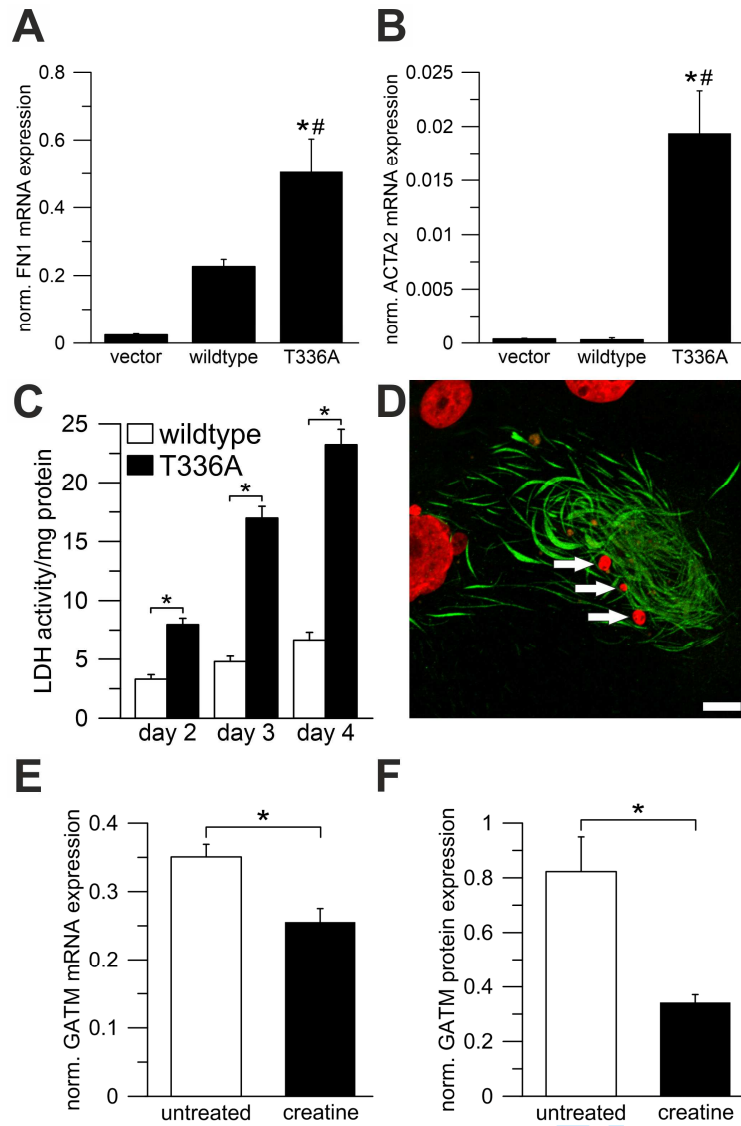 A
norm. FN1 mRNA expression
0.8
0.6
0.4
0.2
0
*#
vector wildtype T336A
B
norm. ACTA2 mRNA expression
0.025
0.02
0.015
0.01
0.005
0
*#
vector wildtype T336A
C
LDH activity/mg protein
25
20
15
10
5
0
wildtype
T336A
*
*
*
day 2 day 3 day 4
D
E
norm. GATM mRNA expression
0.4
0.3
0.2
0.1
0
*
untreated creatine
F
norm. GATM protein expression
1
0.8
0.6
0.4
0.2
0
*
untreated creatine